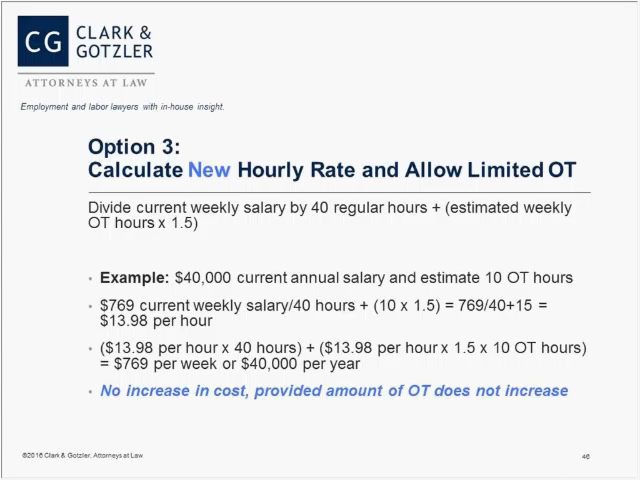 CG
CLARK &
GOTZLER
ATTORNEYS AT LAW
Employment and labor lawyers with in-house insight.
Option 3:
Calculate New Hourly Rate and Allow Limited OT
Divide current weekly salary by 40 regular hours + (estimated weekly
OT hours x 1.5)
• Example: $40,000 current annual salary and estimate 10 OT hours
• $769 current weekly salary/40 hours + (10 x 1.5) = 769/40+15 =
$13.98 per hour
• ($13.98 per hour x 40 hours) + ($13.98 per hour x 1.5 x 10 OT hours)
= $769 per week or $40,000 per year
• No increase in cost, provided amount of OT does not increase
©2016 Clark & Gotzler, Attorneys at Law
46